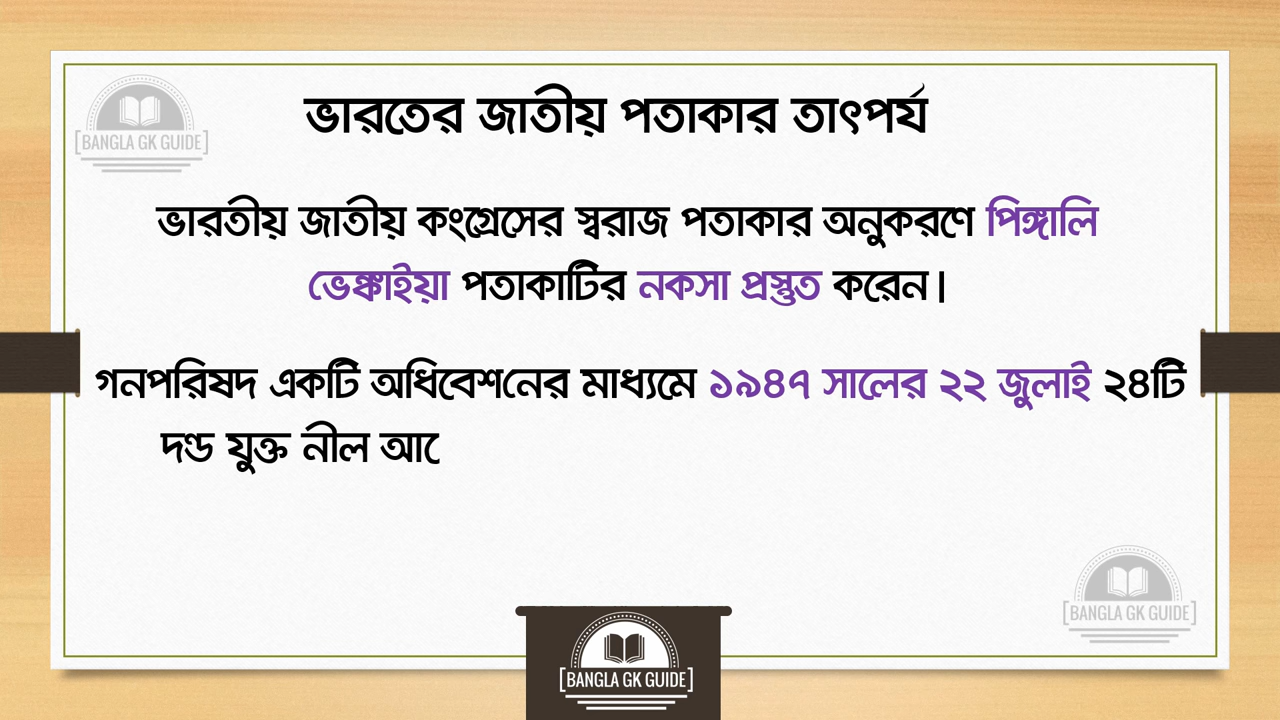 [BANGLA GK GUIDE]
ভারতের জাতীয় পতাকার তাৎপর্য
ভারতীয় জাতীয় কংগ্রেসের স্বরাজ পতাকার অনুকরণে পিঙ্গালি
ভেঙ্কাইয়া পতাকাটির নকসা প্রস্তুত করেন।
গনপরিষদ একটি অধিবেশনের মাধ্যমে ১৯৪৭ সালের ২২ জুলাই ২৪টি
দন্ড যুক্ত নীল আে
[BANGLA GK GUIDE]
[BANGLA GK GUIDE]